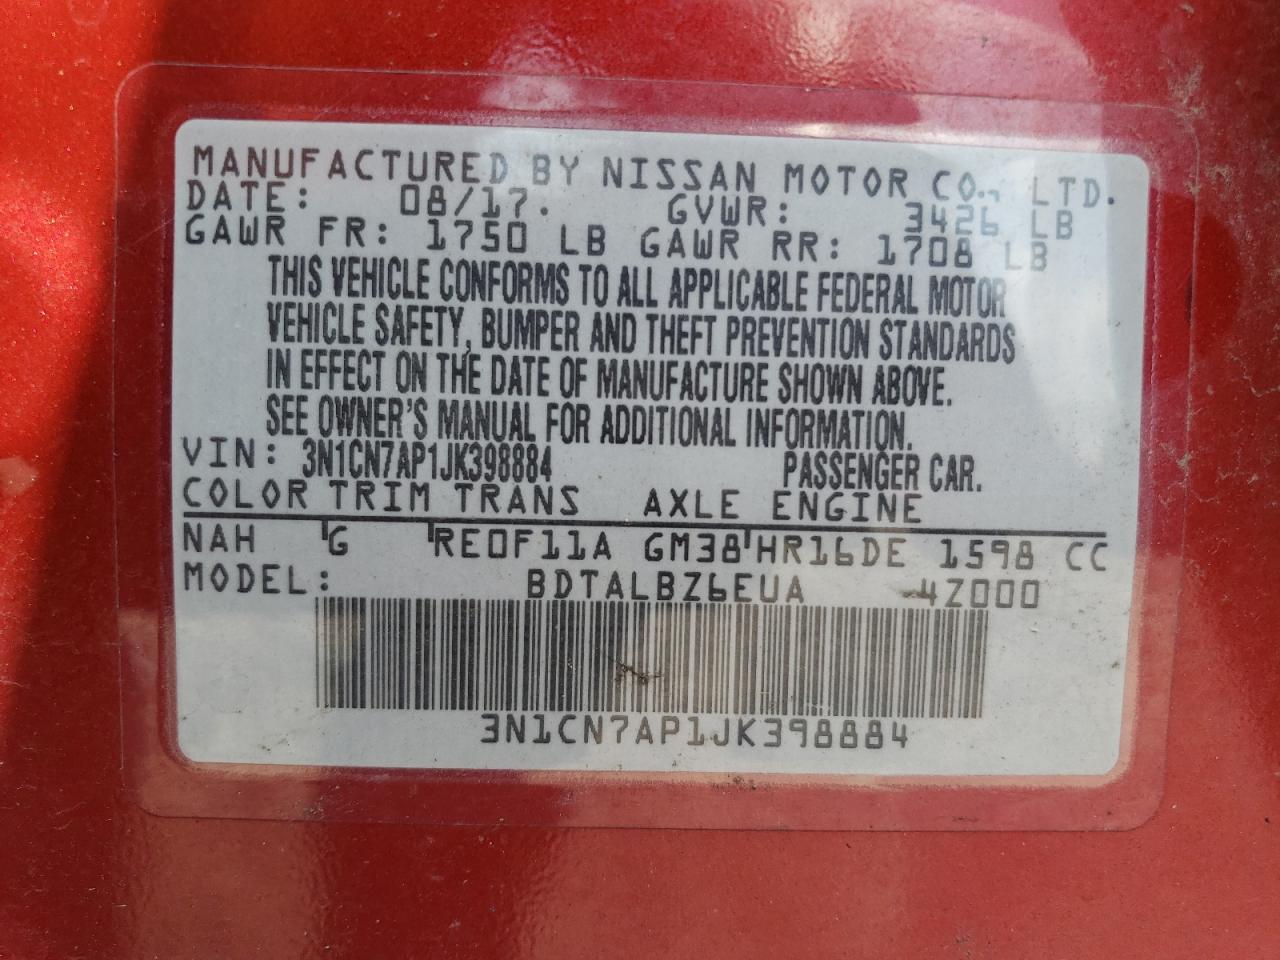 MANUFACTURED BY NISSAN MOTOR CO., LTD.
DATE: 08/17. GVWR: 3426 LB
GAWR FR: 1750 LB GAWR RR: 1708 LB
THIS VEHICLE CONFORMS TO ALL APPLICABLE FEDERAL MOTOR
VEHICLE SAFETY, BUMPER AND THEFT PREVENTION STANDARDS
IN EFFECT ON THE DATE OF MANUFACTURE SHOWN ABOVE.
SEE OWNER'S MANUAL FOR ADDITIONAL INFORMATION.
VIN: 3N1CN7AP1JK398884 PASSENGER CAR.
COLOR TRIM TRANS AXLE ENGINE
NAH G RE0F11A GM38 HR16DE 1598 CC
MODEL: BDTALBZ6EUA -4Z000
3N1CN7AP1JK398884